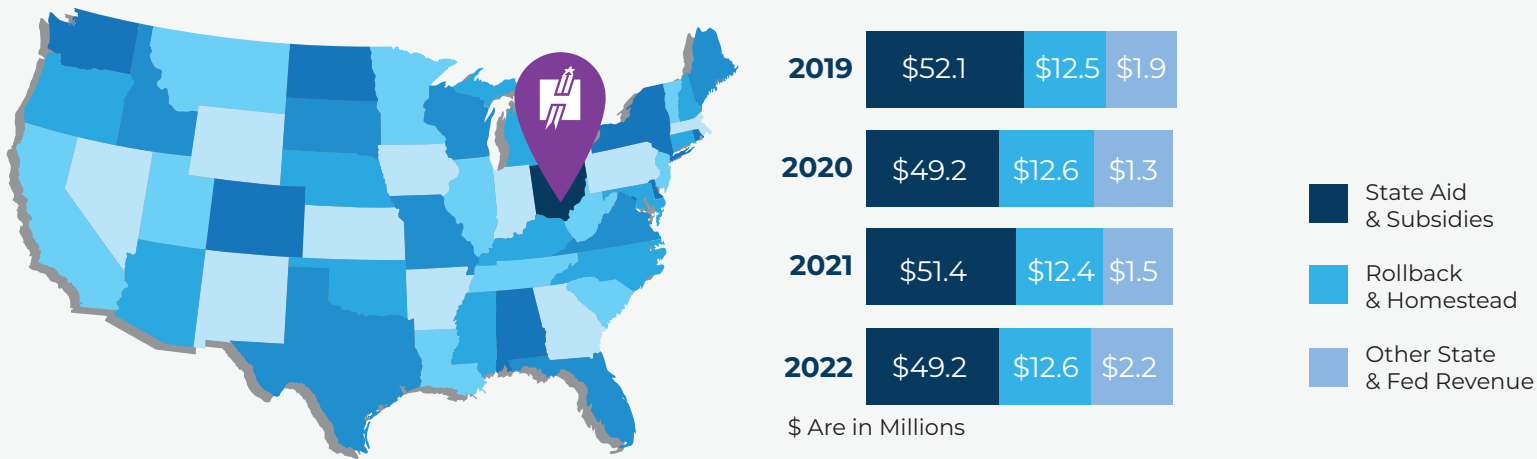 2019 $52.1 $12.5 $1.9
2020 $49.2 $12.6 $1.3
2021 $51.4 $12.4 $1.5
2022 $49.2 $12.6 $2.2
$ Are in Millions
State Aid
& Subsidies
Rollback
& Homestead
Other State
& Fed Revenue
H